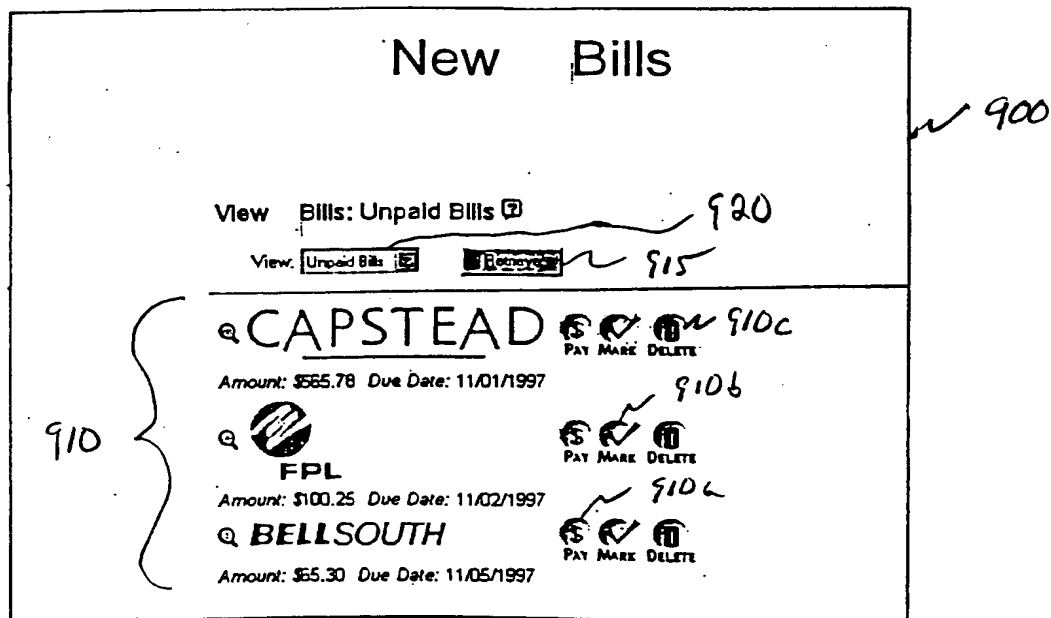 New Bills
900
View Bills: Unpaid Bills ?
920
View: Unpaid Bills
Retrieve
915
CAPSTEAD
PAY MARK DELETE
910c
Amount: $565.78 Due Date: 11/01/1997
910b
910
FPL
PAY MARK DELETE
Amount: $100.25 Due Date: 11/02/1997
910a
BELLSOUTH
PAY MARK DELETE
Amount: $65.30 Due Date: 11/05/1997